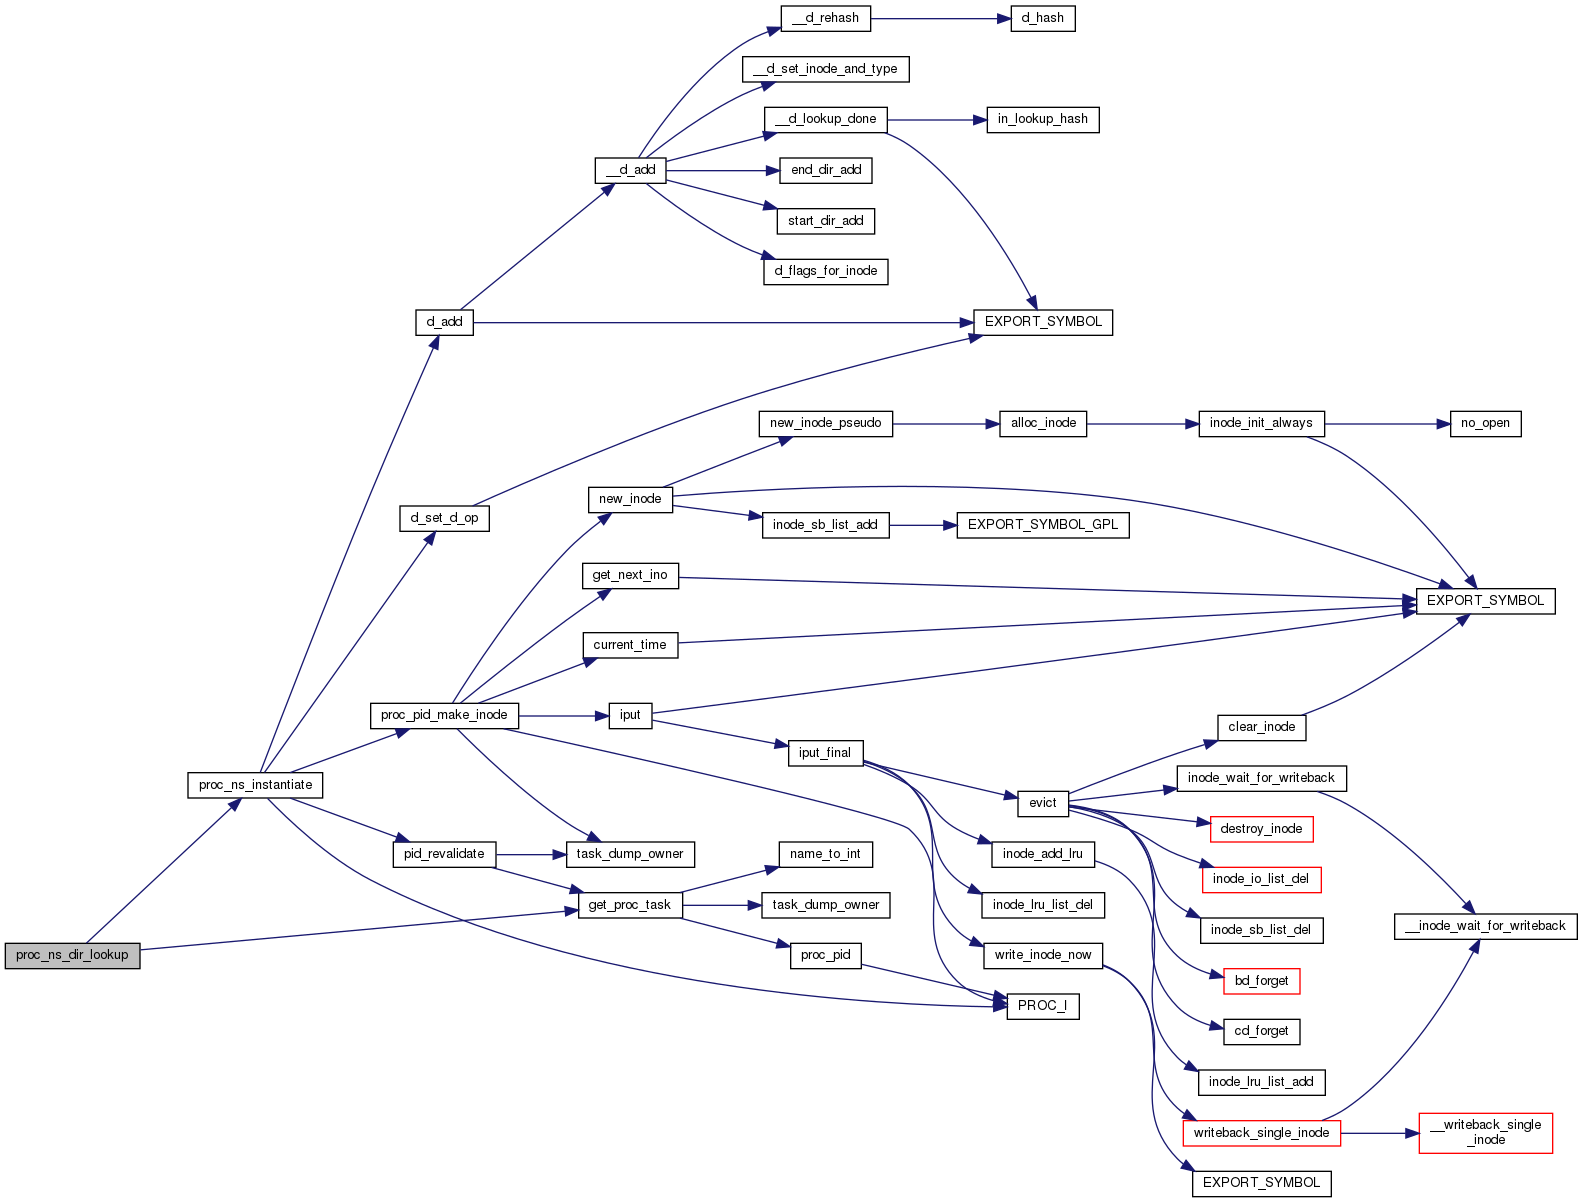 __d_rehash
d_hash
__d_set_inode_and_type
__d_lookup_done
in_lookup_hash
__d_add
end_dir_add
start_dir_add
d_flags_for_inode
d_add
EXPORT_SYMBOL
new_inode_pseudo
alloc_inode
inode_init_always
no_open
new_inode
d_set_d_op
inode_sb_list_add
EXPORT_SYMBOL_GPL
get_next_ino
EXPORT_SYMBOL
current_time
proc_pid_make_inode
iput
clear_inode
iput_final
inode_wait_for_writeback
proc_ns_instantiate
evict
destroy_inode
pid_revalidate
task_dump_owner
name_to_int
inode_add_lru
inode_io_list_del
get_proc_task
task_dump_owner
inode_lru_list_del
inode_sb_list_del
__inode_wait_for_writeback
proc_ns_dir_lookup
proc_pid
write_inode_now
bd_forget
PROC_I
cd_forget
inode_lru_list_add
writeback_single_inode
__writeback_single
_inode
EXPORT_SYMBOL